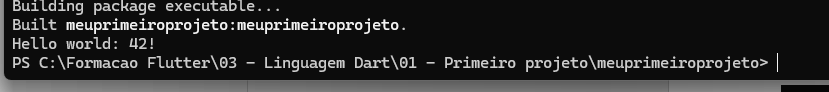 Building package executable...
Built meuprimeiroprojeto:meuprimeiroprojeto.
Hello world: 42!
PS C:\Formacao Flutter\03 - Linguagem Dart\01 - Primeiro projeto\meuprimeiroprojeto>